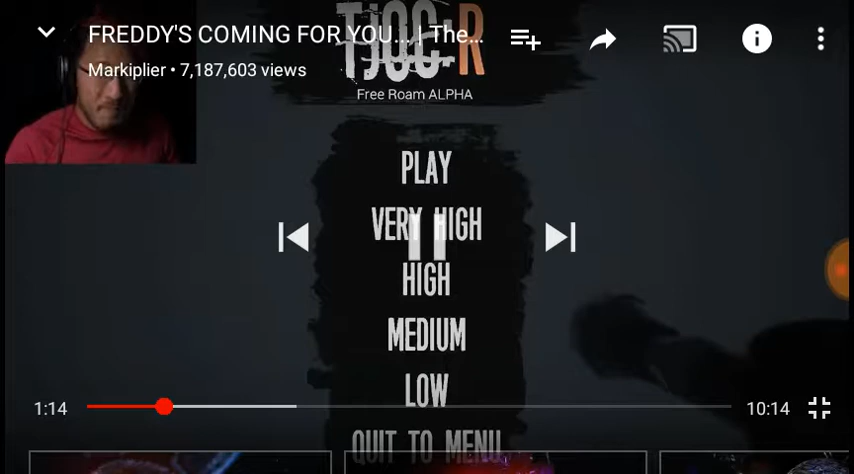 FREDDY'S COMING FOR YOU... | The...
Markiplier • 7,187,603 views
TJOC:R
Free Roam ALPHA
PLAY
VERY HIGH
HIGH
MEDIUM
LOW
1:14
10:14
QUIT TO MENU